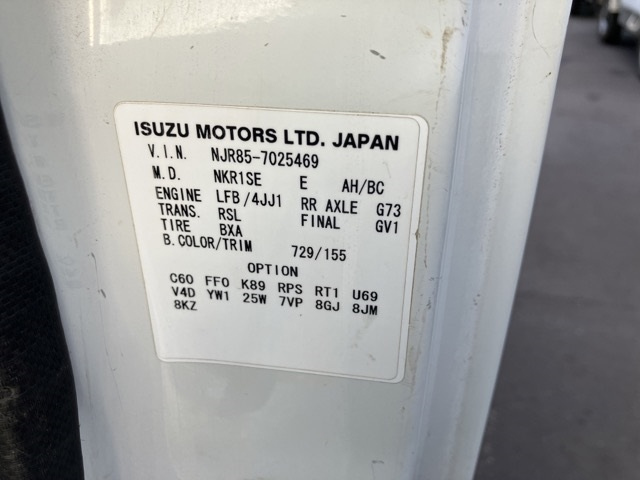 ISUZU MOTORS LTD. JAPAN
V.I.N. NJR85-7025469
M.D. NKR1SE E AH/BC
ENGINE LFB/4JJ1 RR AXLE G73
TRANS. RSL FINAL GV1
TIRE BXA
B.COLOR/TRIM 729/155
OPTION
C60 FF0 K89 RPS RT1 U69
V4D YW1 25W 7VP 8GJ 8JM
8KZ